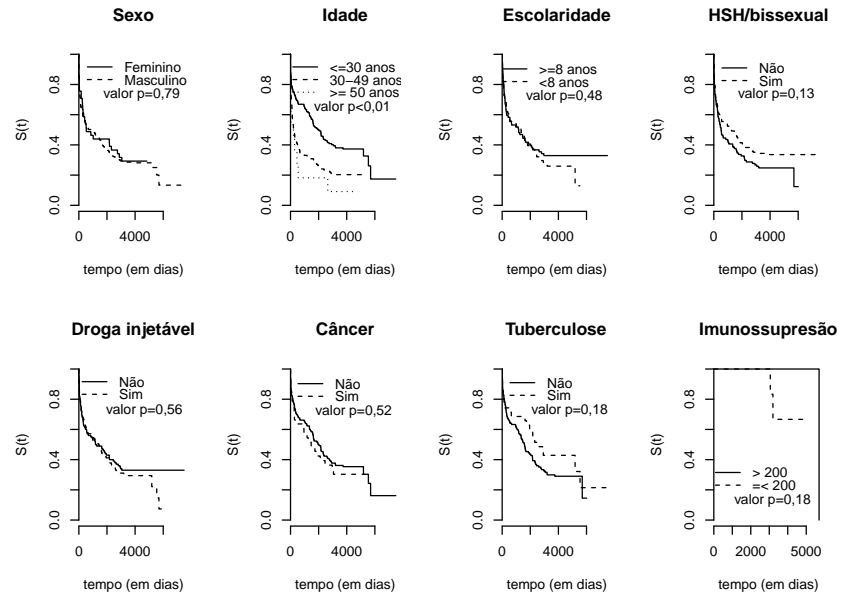 Sexo
Feminino
Masculino
valor p=0,79
S(t)
0.0 0.4 0.8
0 4000
tempo (em dias)
Idade
<=30 anos
30−49 anos
>= 50 anos
valor p<0,01
S(t)
0.0 0.4 0.8
0 4000
tempo (em dias)
Escolaridade
>=8 anos
<8 anos
valor p=0,48
S(t)
0.0 0.4 0.8
0 4000
tempo (em dias)
HSH/bissexual
Não
Sim
valor p=0,13
S(t)
0.0 0.4 0.8
0 4000
tempo (em dias)
Droga injetável
Não
Sim
valor p=0,56
S(t)
0.0 0.4 0.8
0 4000
tempo (em dias)
Câncer
Não
Sim
valor p=0,52
S(t)
0.0 0.4 0.8
0 4000
tempo (em dias)
Tuberculose
Não
Sim
valor p=0,18
S(t)
0.0 0.4 0.8
0 4000
tempo (em dias)
Imunossupresão
> 200
=< 200
valor p=0,18
S(t)
0.0 0.4 0.8
0 2000 5000
tempo (em dias)